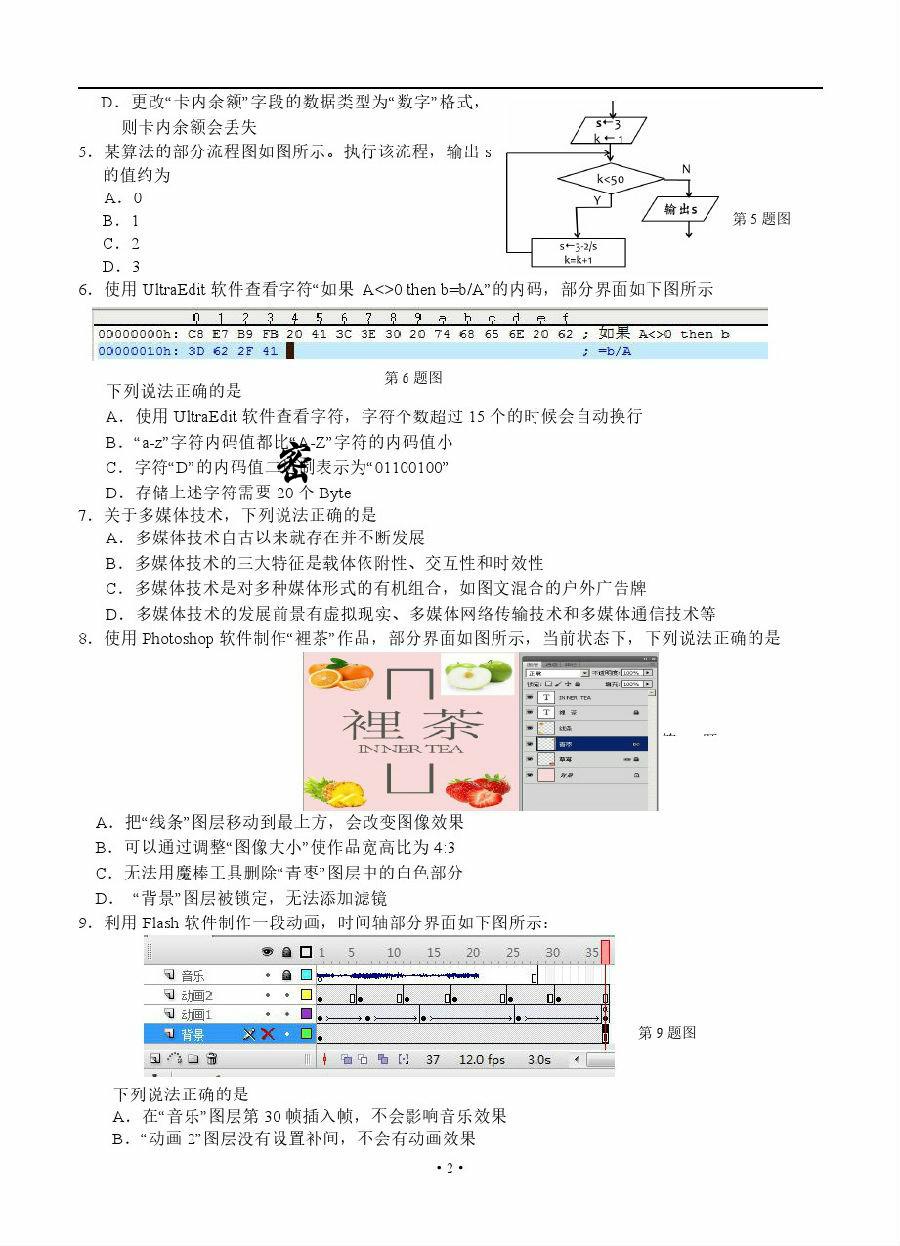 D．更改“卡内余额”字段的数据类型为“数字”格式，
则卡内余额会丢失
5．某算法的部分流程图如图所示。执行该流程，输出 s
的值约为
A．0
B．1
C．2
D．3
s←3
k←1
k<50
N
Y
输出s
s←3-2/s
k=k+1
第 5 题图
6．使用 UltraEdit 软件查看字符“如果 A<>0 then b=b/A”的内码，部分界面如下图所示
0 1 2 3 4 5 6 7 8 9 a b c d e f
00000000h: C8 E7 B9 FB 20 41 3C 3E 30 20 74 68 65 6E 20 62 ; 如果 A<>0 then b
00000010h: 3D 62 2F 41 ; =b/A
第 6 题图
下列说法正确的是
A．使用 UltraEdit 软件查看字符，字符个数超过 15 个的时候会自动换行
B．“a-z”字符内码值都比“A-Z”字符的内码值小
C．字符“D”的内码值二 制表示为“01100100”
密
D．存储上述字符需要 20 个 Byte
7．关于多媒体技术，下列说法正确的是
A．多媒体技术自古以来就存在并不断发展
B．多媒体技术的三大特征是载体依附性、交互性和时效性
C．多媒体技术是对多种媒体形式的有机组合，如图文混合的户外广告牌
D．多媒体技术的发展前景有虚拟现实、多媒体网络传输技术和多媒体通信技术等
8．使用 Photoshop 软件制作“裡茶”作品，部分界面如图所示，当前状态下，下列说法正确的是
裡 茶
INNER TEA
正常 不透明度: 100%
锁定: 填充: 100%
T INNER TEA
T 裡 茶
线条
青枣
草莓
背景
A．把“线条”图层移动到最上方，会改变图像效果
B．可以通过调整“图像大小”使作品宽高比为 4:3
C．无法用魔棒工具删除“青枣”图层中的白色部分
D． “背景”图层被锁定，无法添加滤镜
9．利用 Flash 软件制作一段动画，时间轴部分界面如下图所示：
1 5 10 15 20 25 30 35
音乐
动画2
动画1
背景
37 12.0 fps 3.0s
第 9 题图
下列说法正确的是
A．在“音乐”图层第 30 帧插入帧，不会影响音乐效果
B．“动画 2”图层没有设置补间，不会有动画效果
· 2 ·